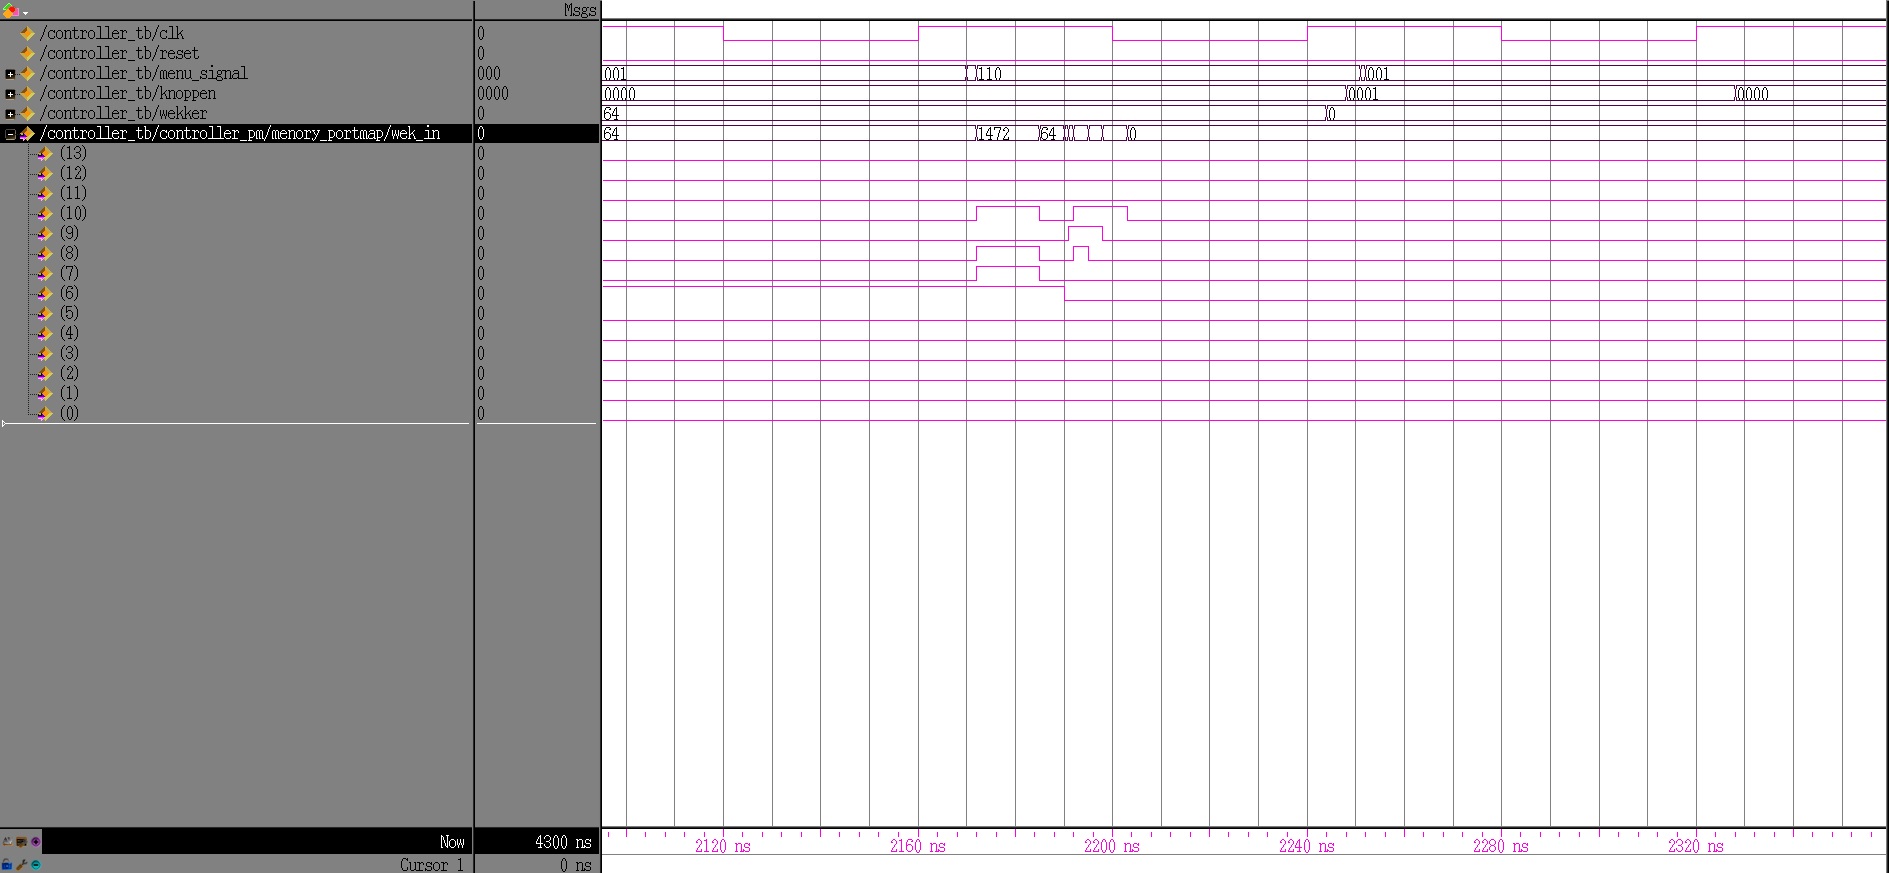 Msgs
/controller_tb/clk 0
/controller_tb/reset 0
/controller_tb/menu_signal 000 001 110 001
/controller_tb/knoppen 0000 0000 0001 0000
/controller_tb/wekker 0 64 0
/controller_tb/controller_pm/menory_portmap/wek_in 0 64 1472 64 0
(13) 0
(12) 0
(11) 0
(10) 0
(9) 0
(8) 0
(7) 0
(6) 0
(5) 0
(4) 0
(3) 0
(2) 0
(1) 0
(0) 0
Now 4300 ns 2120 ns 2160 ns 2200 ns 2240 ns 2280 ns 2320 ns
Cursor 1 0 ns